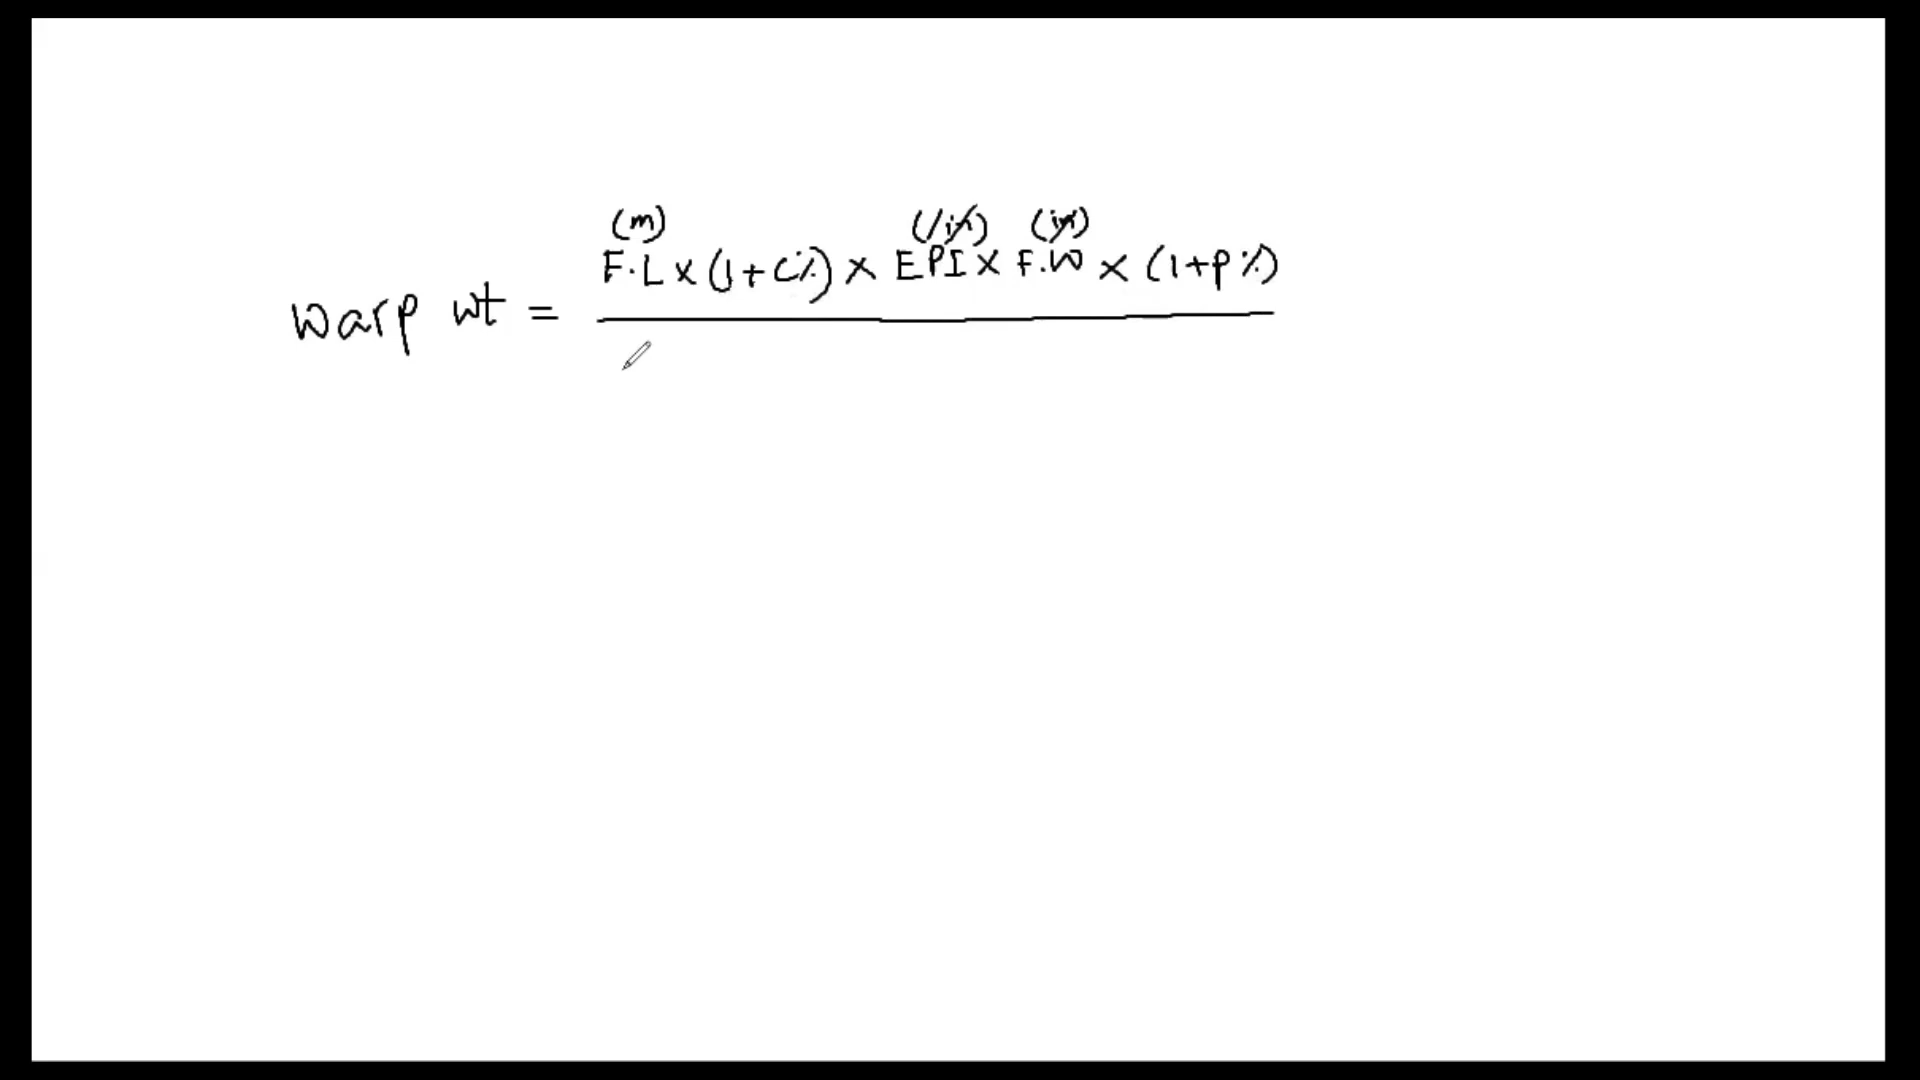 (m) (/in) (in)
F.L x (1+C%) x EPI x F.W x (1+P%)
Warp wt =